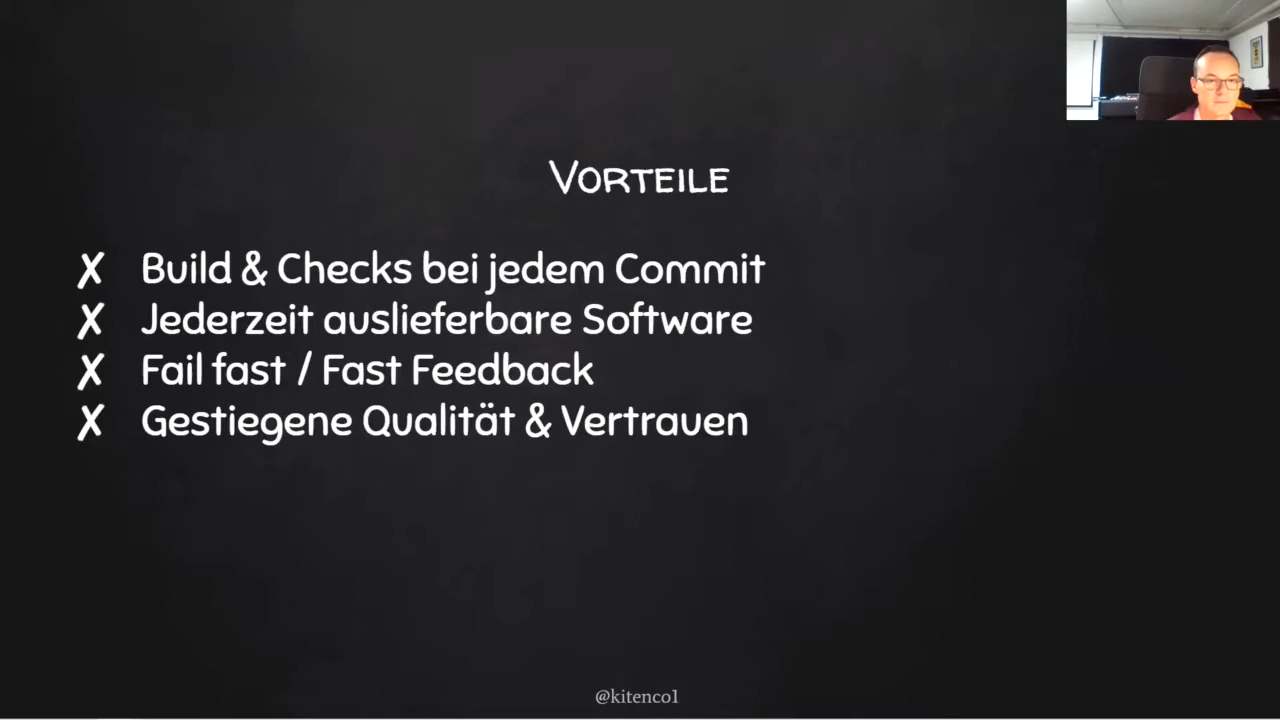 Vorteile
✗ Build & Checks bei jedem Commit
✗ Jederzeit auslieferbare Software
✗ Fail fast / Fast Feedback
✗ Gestiegene Qualität & Vertrauen
@kitenco1